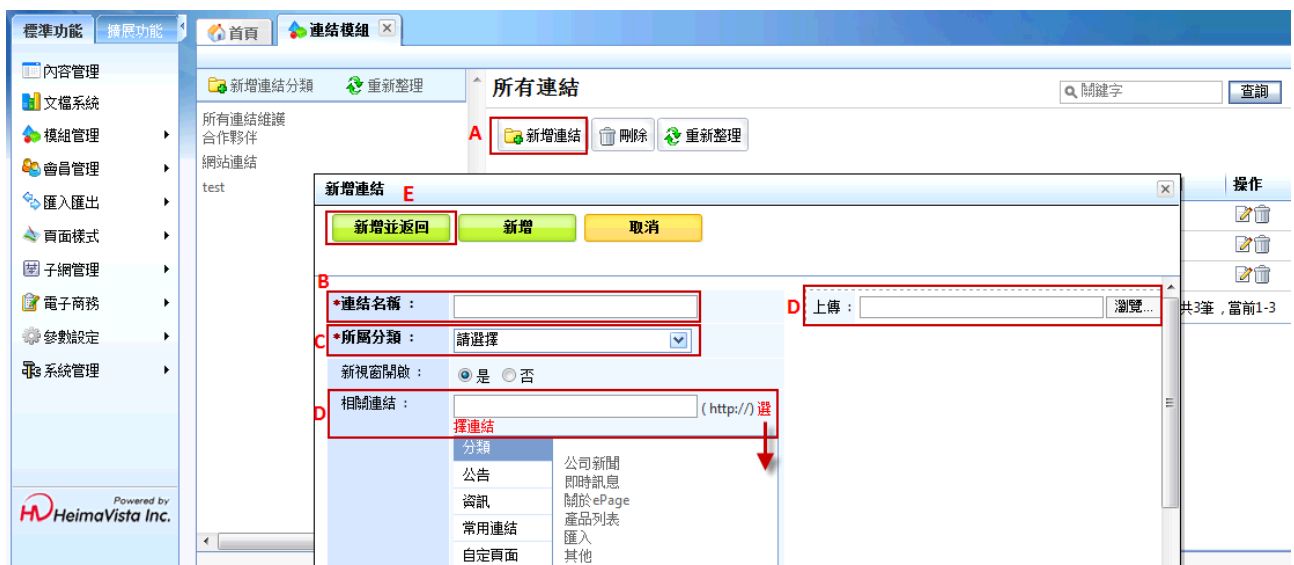 標準功能
擴展功能
首頁
連結模組
內容管理
文檔系統
模組管理
會員管理
匯入匯出
頁面樣式
子網管理
電子商務
參數設定
系統管理
Powered by
HeimaVista Inc.
新增連結分類
重新整理
所有連結維護
合作夥伴
網站連結
test
所有連結
關鍵字
查詢
A
新增連結
刪除
重新整理
操作
共3筆 , 當前1-3
新增連結
E
新增並返回
新增
取消
B
*連結名稱 :
D
上傳 :
瀏覽...
C
*所屬分類 :
請選擇
新視窗開啟 :
是
否
D
相關連結 :
( http://) 選
擇連結
分類
公告
資訊
常用連結
自定頁面
公司新聞
即時訊息
關於ePage
產品列表
匯入
其他